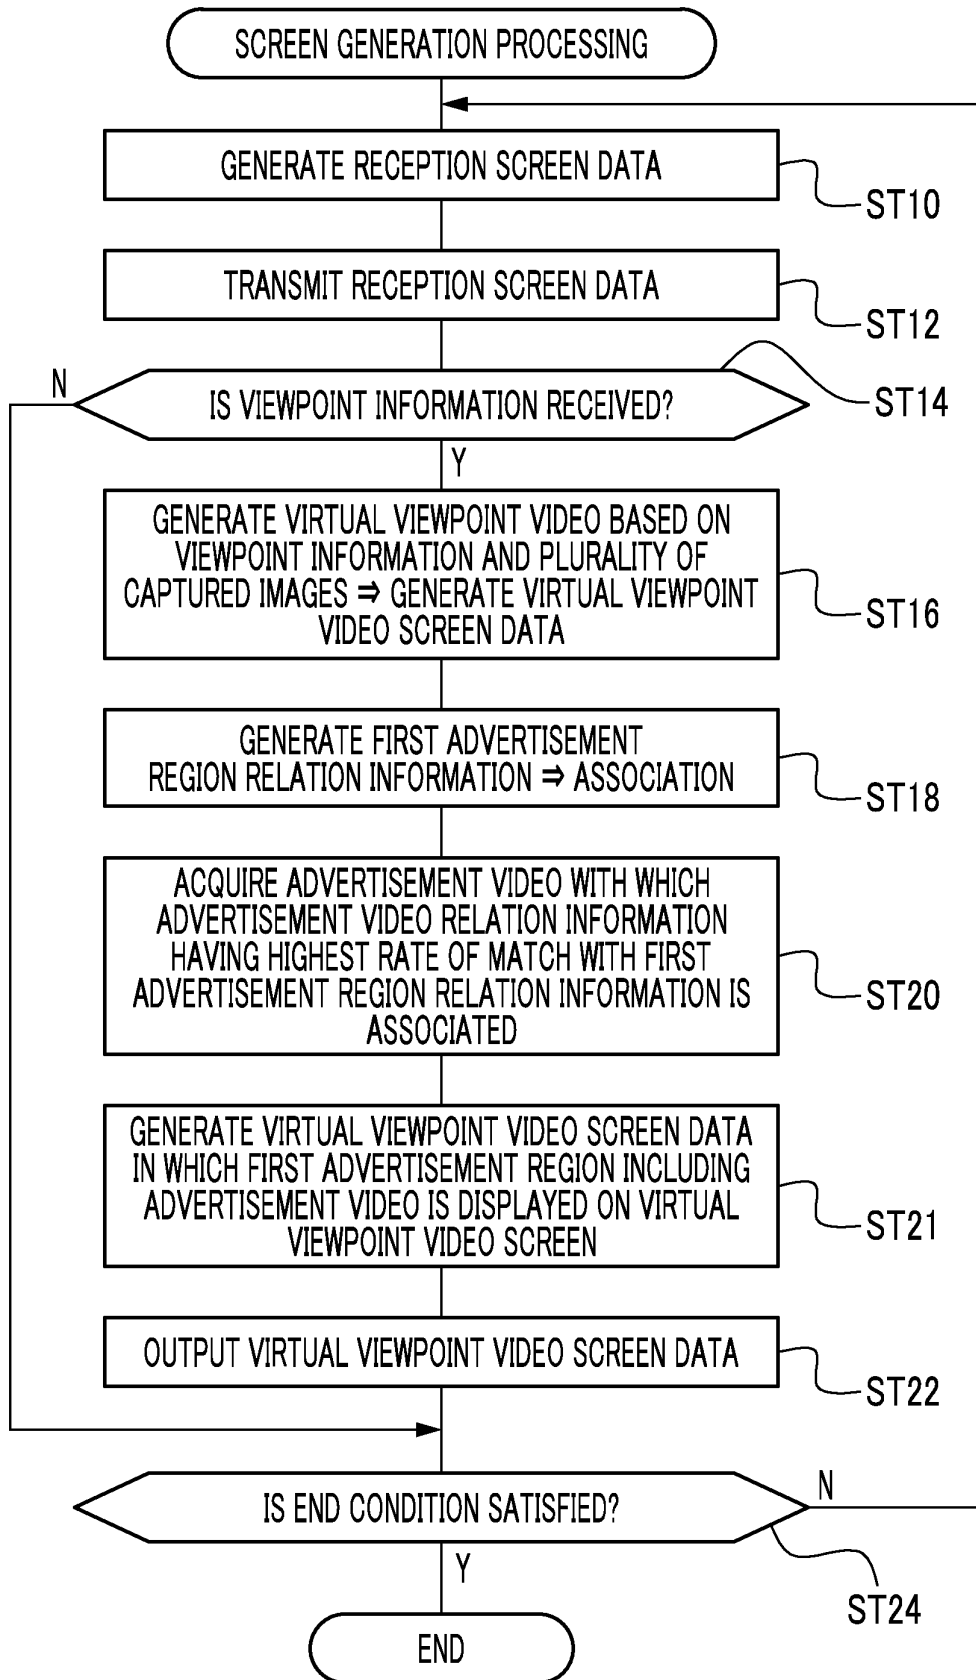 SCREEN GENERATION PROCESSING
GENERATE RECEPTION SCREEN DATA
ST10
TRANSMIT RECEPTION SCREEN DATA
ST12
N
IS VIEWPOINT INFORMATION RECEIVED?
ST14
Y
GENERATE VIRTUAL VIEWPOINT VIDEO BASED ON
VIEWPOINT INFORMATION AND PLURALITY OF
CAPTURED IMAGES ⇒ GENERATE VIRTUAL VIEWPOINT
VIDEO SCREEN DATA
ST16
GENERATE FIRST ADVERTISEMENT
REGION RELATION INFORMATION ⇒ ASSOCIATION
ST18
ACQUIRE ADVERTISEMENT VIDEO WITH WHICH
ADVERTISEMENT VIDEO RELATION INFORMATION
HAVING HIGHEST RATE OF MATCH WITH FIRST
ADVERTISEMENT REGION RELATION INFORMATION IS
ASSOCIATED
ST20
GENERATE VIRTUAL VIEWPOINT VIDEO SCREEN DATA
IN WHICH FIRST ADVERTISEMENT REGION INCLUDING
ADVERTISEMENT VIDEO IS DISPLAYED ON VIRTUAL
VIEWPOINT VIDEO SCREEN
ST21
OUTPUT VIRTUAL VIEWPOINT VIDEO SCREEN DATA
ST22
IS END CONDITION SATISFIED?
N
Y
ST24
END